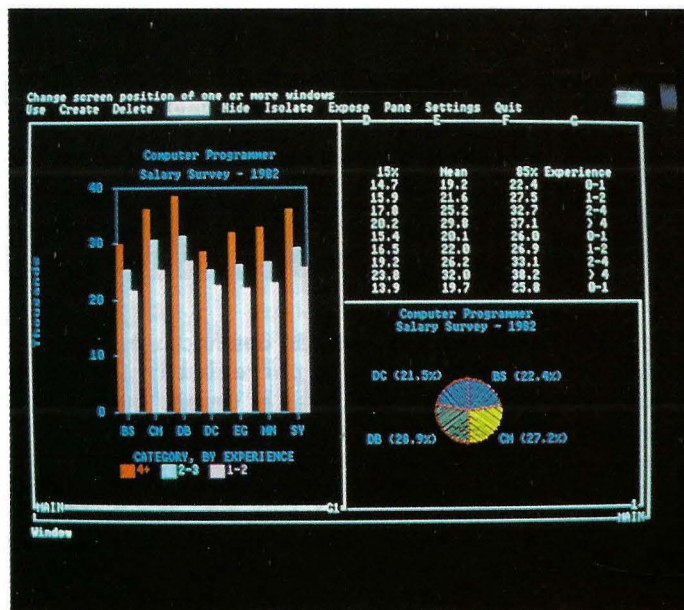 Change screen position of one or more windows
Use Create Delete Hide Isolate Expose Pane Settings Quit
D E F G
Computer Programmer
Salary Survey - 1982
40
30
20
10
0
Thousands
BS CM DB DC EG MN SY
CATEGORY, BY EXPERIENCE
4+ 2-3 1-2
MAIN C1
15% Mean 85% Experience
14.7 19.2 22.4 0-1
15.9 21.6 27.5 1-2
17.8 25.2 32.7 2-4
20.2 29.8 37.1 > 4
15.4 20.1 26.0 0-1
16.5 22.0 26.9 1-2
19.2 26.2 33.1 2-4
23.8 32.0 38.2 > 4
13.9 19.7 25.8 0-1
Computer Programmer
Salary Survey - 1982
DC (21.5%) BS (22.4%)
DB (28.9%) CM (27.2%)
1
MAIN
Window